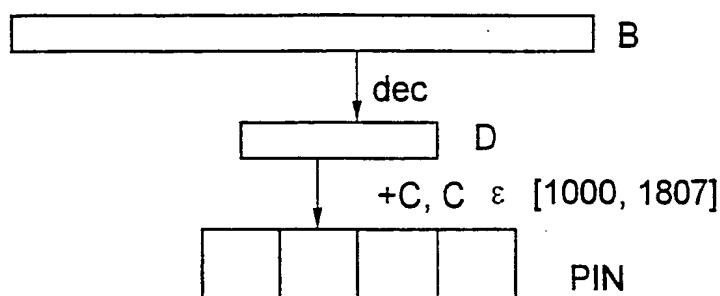 B
dec
D
+C, C ε [1000, 1807]
PIN